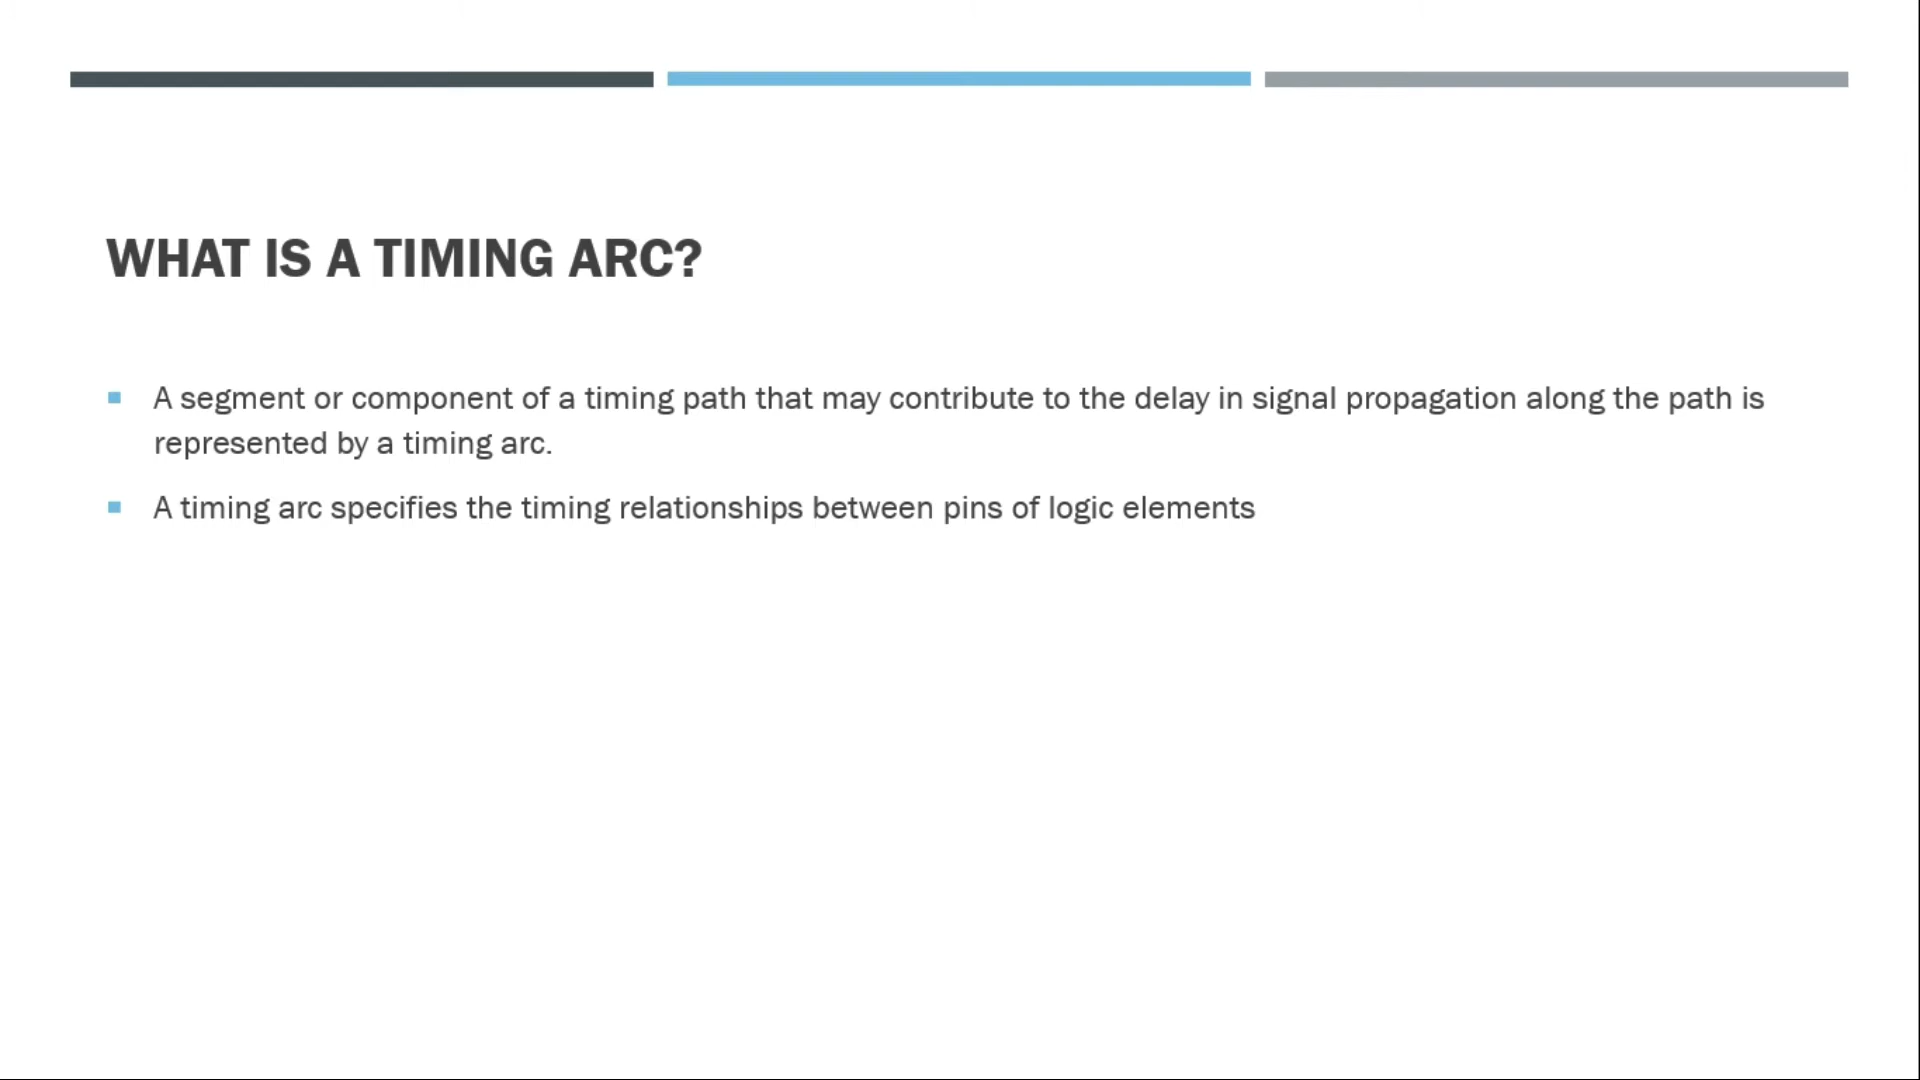 WHAT IS A TIMING ARC?
A segment or component of a timing path that may contribute to the delay in signal propagation along the path is
represented by a timing arc.
A timing arc specifies the timing relationships between pins of logic elements